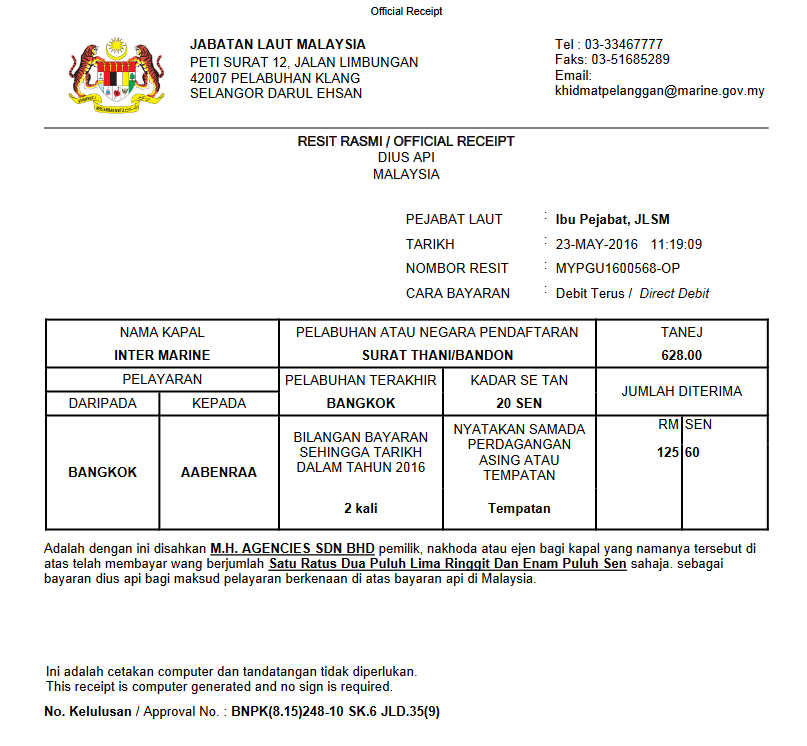 Official Receipt
JABATAN LAUT MALAYSIA
PETI SURAT 12, JALAN LIMBUNGAN
42007 PELABUHAN KLANG
SELANGOR DARUL EHSAN
Tel : 03-33467777
Faks: 03-51685289
Email:
khidmatpelanggan@marine.gov.my
RESIT RASMI / OFFICIAL RECEIPT
DIUS API
MALAYSIA
PEJABAT LAUT : Ibu Pejabat, JLSM
TARIKH : 23-MAY-2016 11:19:09
NOMBOR RESIT : MYPGU1600568-OP
CARA BAYARAN : Debit Terus / Direct Debit
NAMA KAPAL PELABUHAN ATAU NEGARA PENDAFTARAN TANEJ
INTER MARINE SURAT THANI/BANDON 628.00
PELAYARAN PELABUHAN TERAKHIR KADAR SE TAN JUMLAH DITERIMA
DARIPADA KEPADA BANGKOK 20 SEN
RM SEN
BANGKOK AABENRAA
BILANGAN BAYARAN
SEHINGGA TARIKH
DALAM TAHUN 2016
2 kali
NYATAKAN SAMADA
PERDAGANGAN
ASING ATAU
TEMPATAN
Tempatan
125 60
Adalah dengan ini disahkan M.H. AGENCIES SDN BHD pemilik, nakhoda atau ejen bagi kapal yang namanya tersebut di
atas telah membayar wang berjumlah Satu Ratus Dua Puluh Lima Ringgit Dan Enam Puluh Sen sahaja. sebagai
bayaran dius api bagi maksud pelayaran berkenaan di atas bayaran api di Malaysia.
Ini adalah cetakan computer dan tandatangan tidak diperlukan.
This receipt is computer generated and no sign is required.
No. Kelulusan / Approval No. : BNPK(8.15)248-10 SK.6 JLD.35(9)